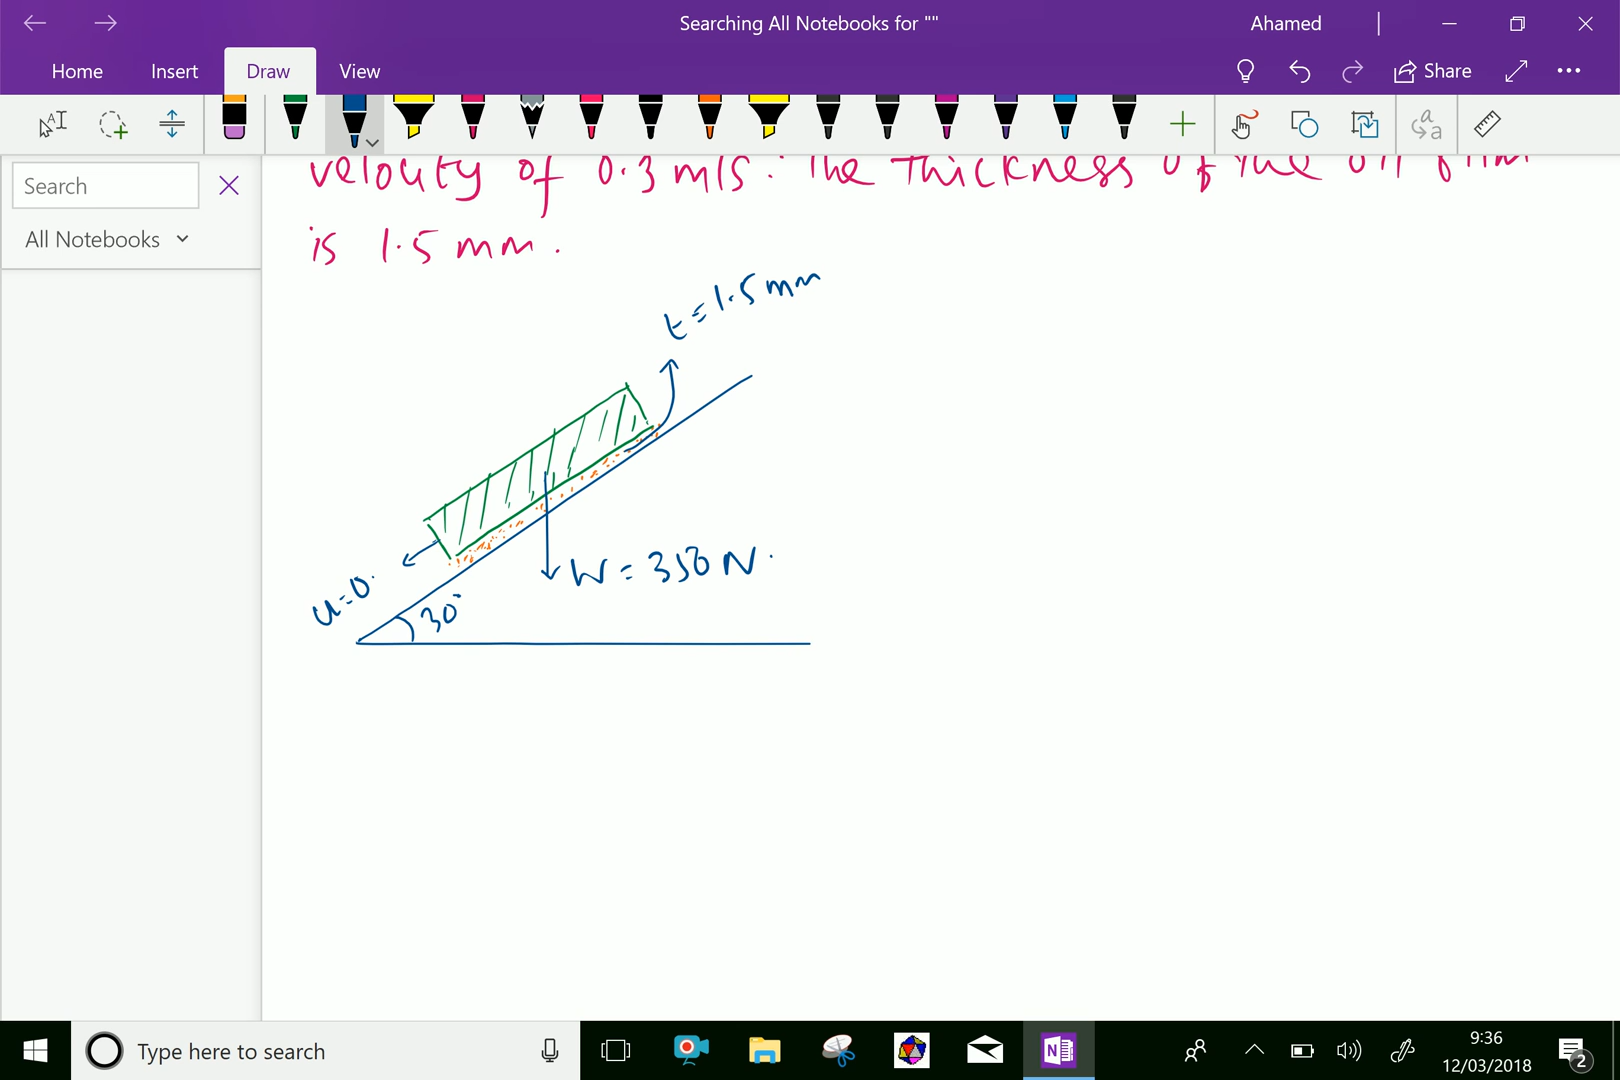 Searching All Notebooks for ""
Ahamed
Home
Insert
Draw
View
Share
Search
All Notebooks
velocity of 0.3 m/s. The thickness of the oil film
is 1.5 mm.
t = 1.5 mm
W = 350 N.
u=0.
30°
Type here to search
9:36
12/03/2018
2